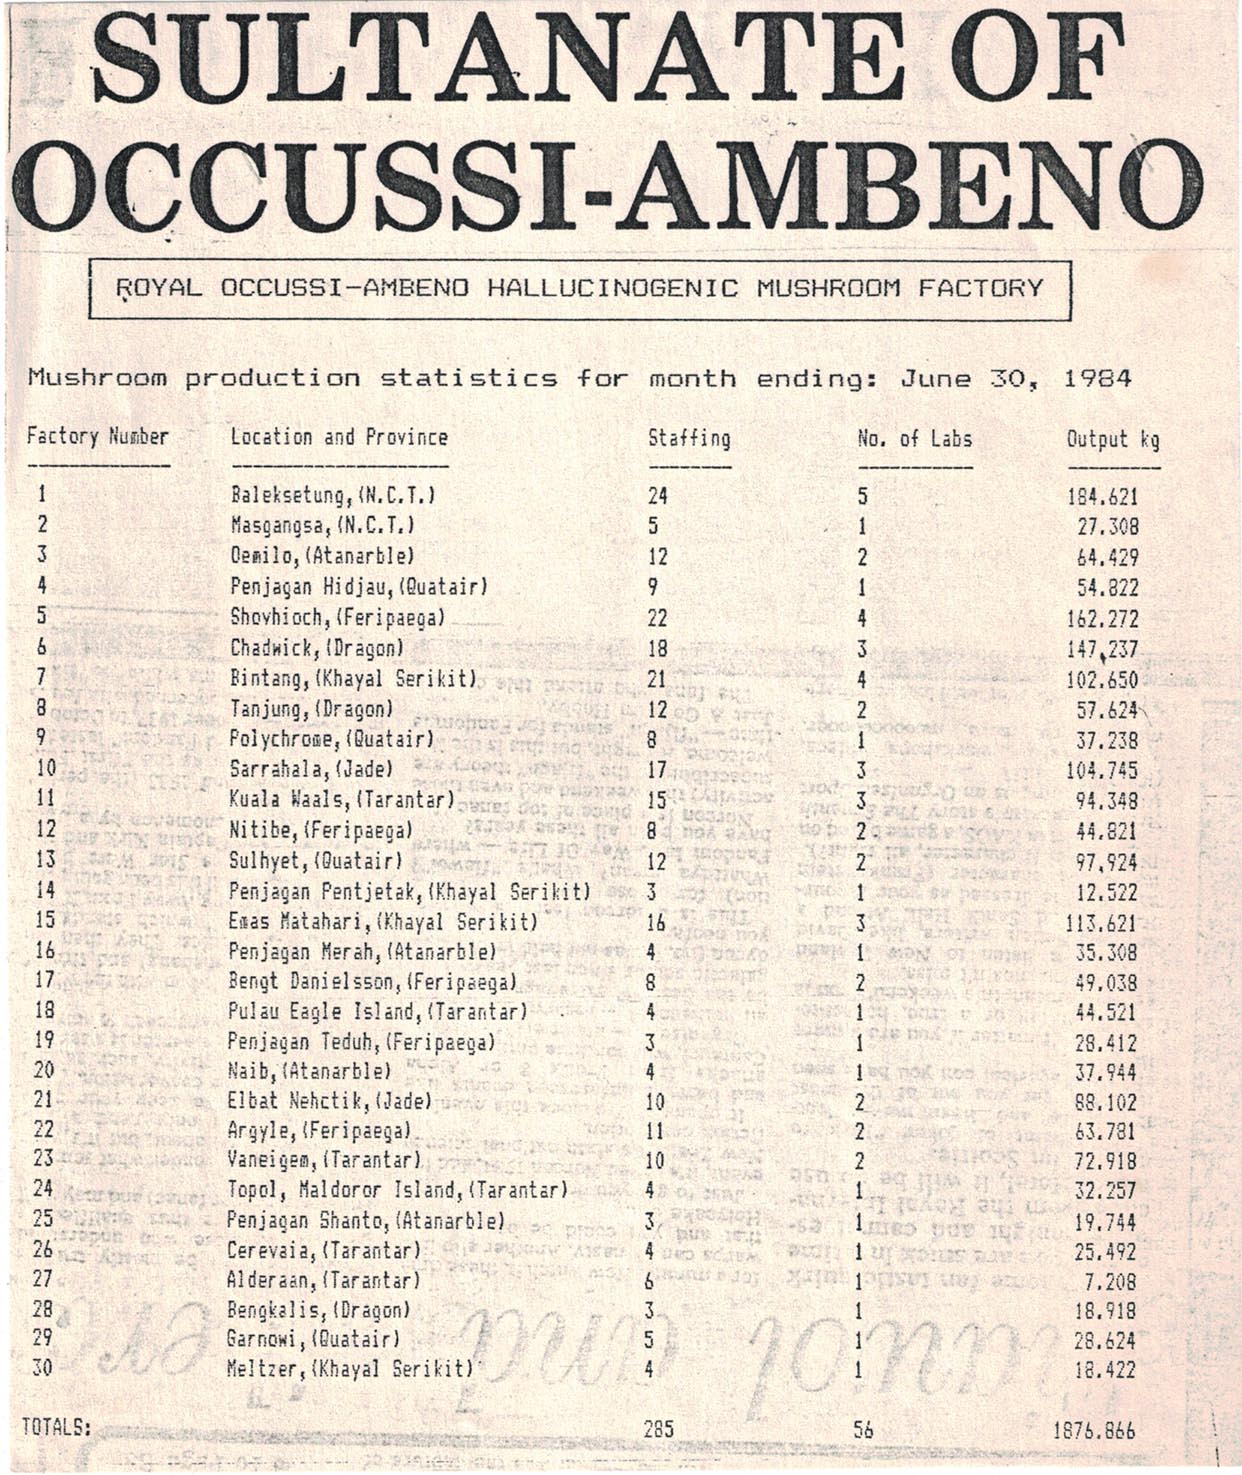 SULTANATE OF
OCCUSSI-AMBENO
ROYAL OCCUSSI-AMBENO HALLUCINOGENIC MUSHROOM FACTORY
Mushroom production statistics for month ending: June 30, 1984
Factory Number Location and Province Staffing No. of Labs Output kg
1 Baleksetung,(N.C.T.) 24 5 184.621
2 Masgangsa,(N.C.T.) 5 1 27.308
3 Oemilo,(Atanarble) 12 2 64.429
4 Penjagan Hidjau,(Quatair) 9 1 54.822
5 Shovhioch,(Feripaega) 22 4 162.272
6 Chadwick,(Dragon) 18 3 147.237
7 Bintang,(Khayal Serikit) 21 4 102.650
8 Tanjung,(Dragon) 12 2 57.624
9 Polychrome,(Quatair) 8 1 37.238
10 Sarrahala,(Jade) 17 3 104.745
11 Kuala Waals,(Tarantar) 15 3 94.348
12 Nitibe,(Feripaega) 8 2 44.821
13 Sulhyet,(Quatair) 12 2 97,924
14 Penjagan Pentjetak,(Khayal Serikit) 3 1 12.522
15 Emas Matahari,(Khayal Serikit) 16 3 113.621
16 Penjagan Merah,(Atanarble) 4 1 35.308
17 Bengt Danielsson,(Feripaega) 8 2 49.038
18 Pulau Eagle Island,(Tarantar) 4 1 44.521
19 Penjagan Teduh,(Feripaega) 3 1 28.412
20 Naib,(Atanarble) 4 1 37.944
21 Elbat Nehctik,(Jade) 10 2 88.102
22 Argyle,(Feripaega) 11 2 63.781
23 Vaneigem,(Tarantar) 10 2 72.918
24 Topol, Maldoror Island,(Tarantar) 4 1 32.257
25 Penjagan Shanto,(Atanarble) 3 1 19.744
26 Cerevaia,(Tarantar) 4 1 25.492
27 Alderaan,(Tarantar) 6 1 7.208
28 Bengkalis,(Dragon) 3 1 18.918
29 Garnowi,(Quatair) 5 1 28.624
30 Meltzer,(Khayal Serikit) 4 1 18.422
TOTALS: 285 56 1876.866